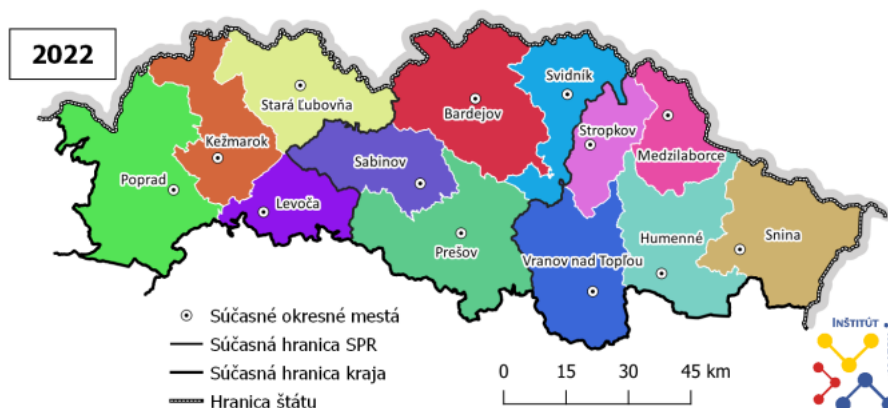 2022
Stará Ľubovňa
Bardejov
Svidník
Kežmarok
Stropkov
Medzilaborce
Sabinov
Poprad
Levoča
Prešov
Vranov nad Topľou
Humenné
Snina
Súčasné okresné mestá
Súčasná hranica SPR
Súčasná hranica kraja
Hranica štátu
0 15 30 45 km
INŠTITÚT